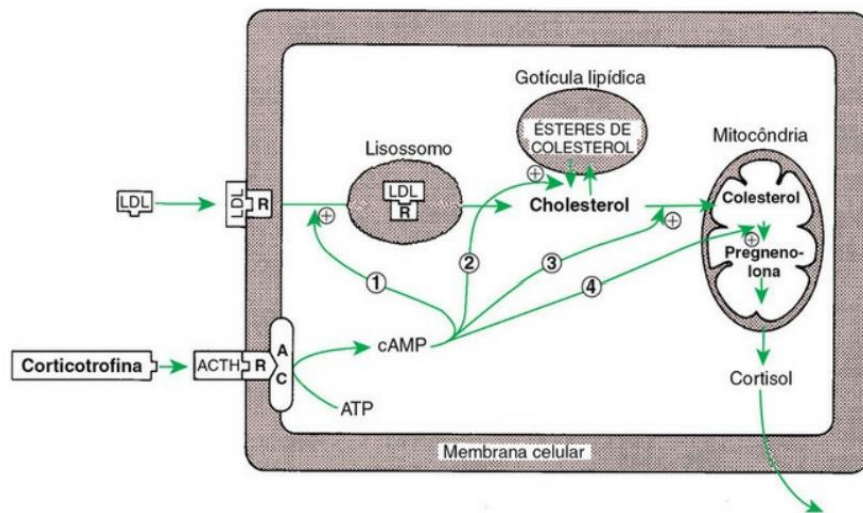 Gotícula lipídica
ÉSTERES DE
COLESTEROL
Lisossomo
Mitocôndria
LDL
LDL
R
LDL
R
Cholesterol
Colesterol
Pregneno-
lona
1
2
3
4
cAMP
Corticotrofina
ACTH
R
A
C
ATP
Cortisol
Membrana celular